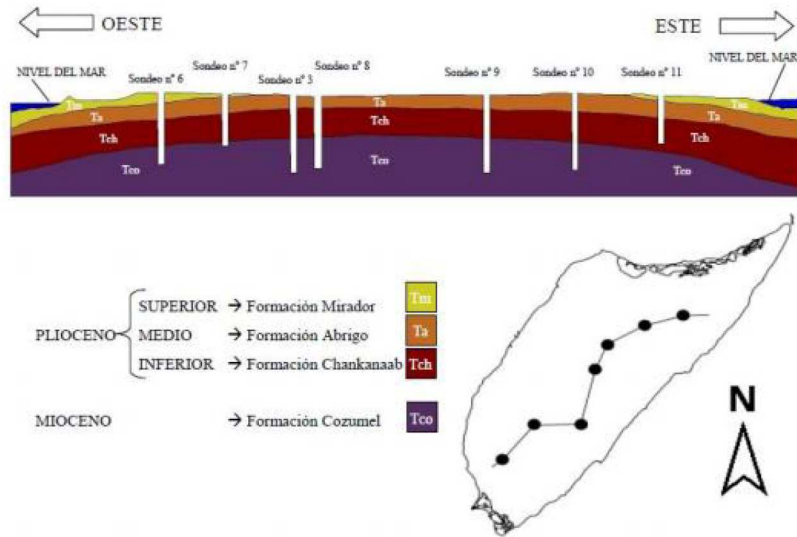 OESTE
ESTE
NIVEL DEL MAR
Sondeo nº 6
Sondeo nº 7
Sondeo nº 3
Sondeo nº 8
Sondeo nº 9
Sondeo nº 10
Sondeo nº 11
NIVEL DEL MAR
Tm
Ta
Tch
Tco
Ta
Tch
Tco
Tm
Ta
Tch
Tco
PLIOCENO
SUPERIOR → Formación Mirador Tm
MEDIO → Formación Abrigo Ta
INFERIOR → Formación Chankanaab Tch
MIOCENO → Formación Cozumel Tco
N